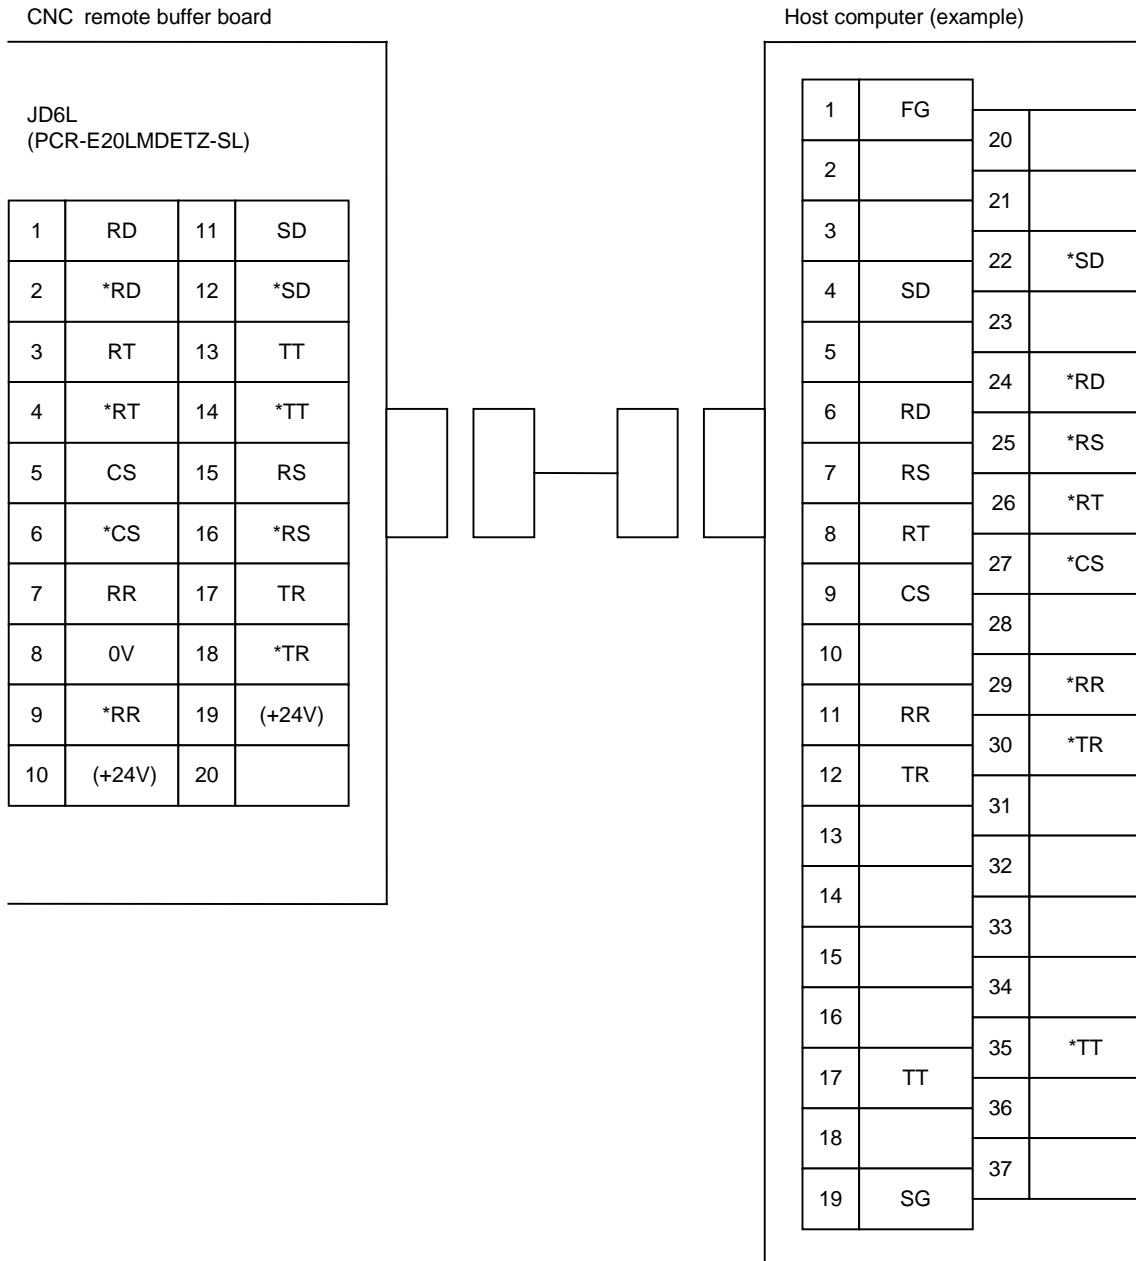 CNC remote buffer board
Host computer (example)
JD6L
(PCR-E20LMDETZ-SL)
1 RD 11 SD
2 *RD 12 *SD
3 RT 13 TT
4 *RT 14 *TT
5 CS 15 RS
6 *CS 16 *RS
7 RR 17 TR
8 0V 18 *TR
9 *RR 19 (+24V)
10 (+24V) 20
1 FG
20
2
21
3
22 *SD
4 SD
23
5
24 *RD
6 RD
25 *RS
7 RS
26 *RT
8 RT
27 *CS
9 CS
28
10
29 *RR
11 RR
30 *TR
12 TR
31
13
32
14
33
15
34
16
35 *TT
17 TT
36
18
37
19 SG